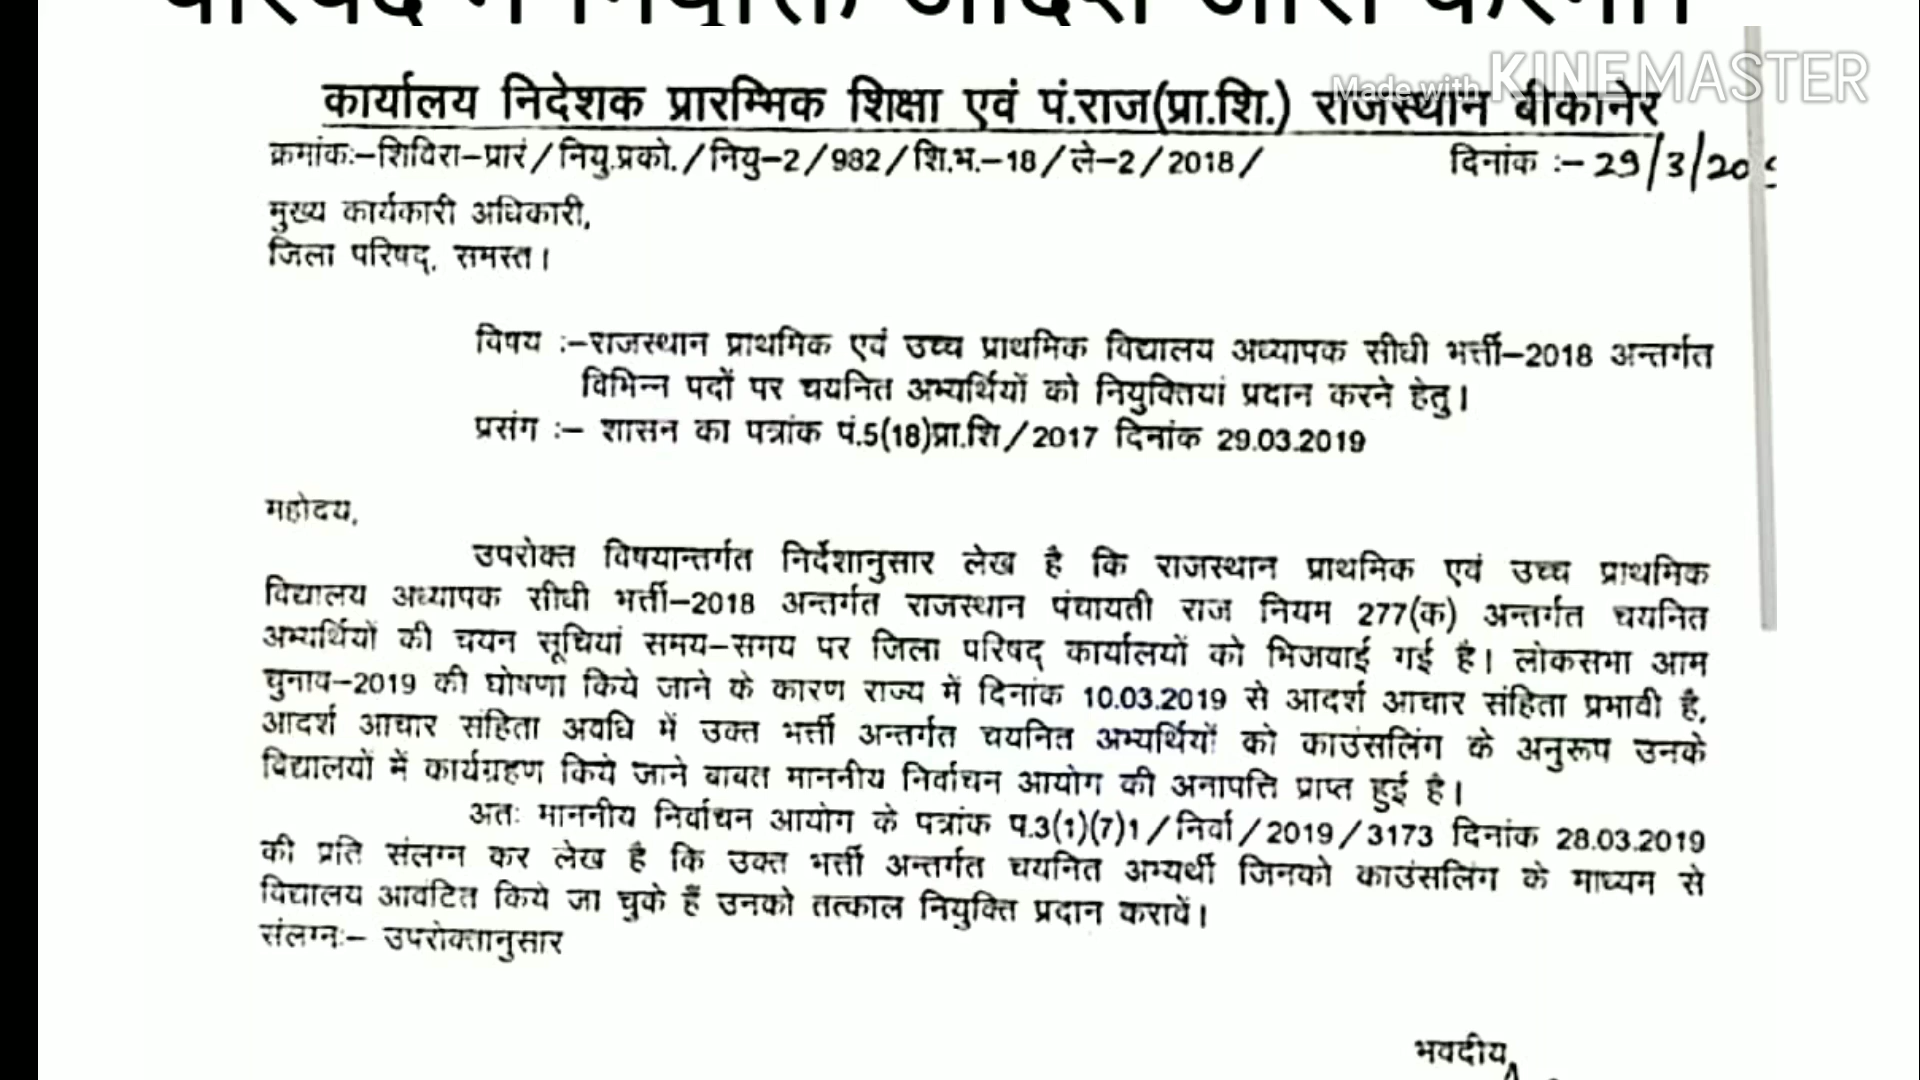 परिषद में नियुक्ति आदेश जारी करेगी
Made with KINEMASTER
कार्यालय निदेशक प्रारम्भिक शिक्षा एवं पं.राज(प्रा.शि.) राजस्थान बीकानेर
क्रमांकः–शिविरा–प्रारं/नियु.प्रको./नियु–2/982/शि.भ.–18/ले–2/2018/ दिनांक :– 29/3/20
मुख्य कार्यकारी अधिकारी,
जिला परिषद्, समस्त।
विषय :–राजस्थान प्राथमिक एवं उच्च प्राथमिक विद्यालय अध्यापक सीधी भर्त्ती–2018 अन्तर्गत
विभिन्न पदों पर चयनित अभ्यर्थियों को नियुक्तियां प्रदान करने हेतु।
प्रसंग :– शासन का पत्रांक पं.5(18)प्रा.शि/2017 दिनांक 29.03.2019
महोदय,
उपरोक्त विषयान्तर्गत निर्देशानुसार लेख है कि राजस्थान प्राथमिक एवं उच्च प्राथमिक
विद्यालय अध्यापक सीधी भर्त्ती–2018 अन्तर्गत राजस्थान पंचायती राज नियम 277(क) अन्तर्गत चयनित
अभ्यर्थियों की चयन सूचियां समय–समय पर जिला परिषद् कार्यालयों को भिजवाई गई है। लोकसभा आम
चुनाव–2019 की घोषणा किये जाने के कारण राज्य में दिनांक 10.03.2019 से आदर्श आचार संहिता प्रभावी है,
आदर्श आचार संहिता अवधि में उक्त भर्त्ती अन्तर्गत चयनित अभ्यर्थियों को काउंसलिंग के अनुरूप उनके
विद्यालयों में कार्यग्रहण किये जाने बाबत माननीय निर्वाचन आयोग की अनापत्ति प्राप्त हुई है।
अतः माननीय निर्वाचन आयोग के पत्रांक प.3(1)(7)1/निर्वा/2019/3173 दिनांक 28.03.2019
की प्रति संलग्न कर लेख है कि उक्त भर्त्ती अन्तर्गत चयनित अभ्यर्थी जिनको काउंसलिंग के माध्यम से
विद्यालय आवंटित किये जा चुके हैं उनको तत्काल नियुक्ति प्रदान करावें।
संलग्नः– उपरोक्तानुसार
भवदीय,